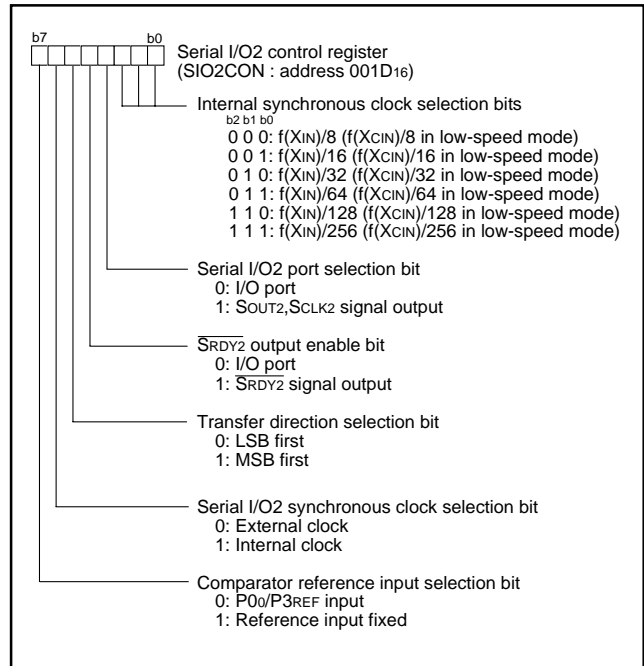 b7 b0
Serial I/O2 control register
(SIO2CON : address 001D16)
Internal synchronous clock selection bits
b2 b1 b0
0 0 0: f(XIN)/8 (f(XCIN)/8 in low-speed mode)
0 0 1: f(XIN)/16 (f(XCIN)/16 in low-speed mode)
0 1 0: f(XIN)/32 (f(XCIN)/32 in low-speed mode)
0 1 1: f(XIN)/64 (f(XCIN)/64 in low-speed mode)
1 1 0: f(XIN)/128 (f(XCIN)/128 in low-speed mode)
1 1 1: f(XIN)/256 (f(XCIN)/256 in low-speed mode)
Serial I/O2 port selection bit
0: I/O port
1: SOUT2,SCLK2 signal output
S̅R̅D̅Y̅2̅ output enable bit
0: I/O port
1: S̅R̅D̅Y̅2̅ signal output
Transfer direction selection bit
0: LSB first
1: MSB first
Serial I/O2 synchronous clock selection bit
0: External clock
1: Internal clock
Comparator reference input selection bit
0: P00/P3REF input
1: Reference input fixed